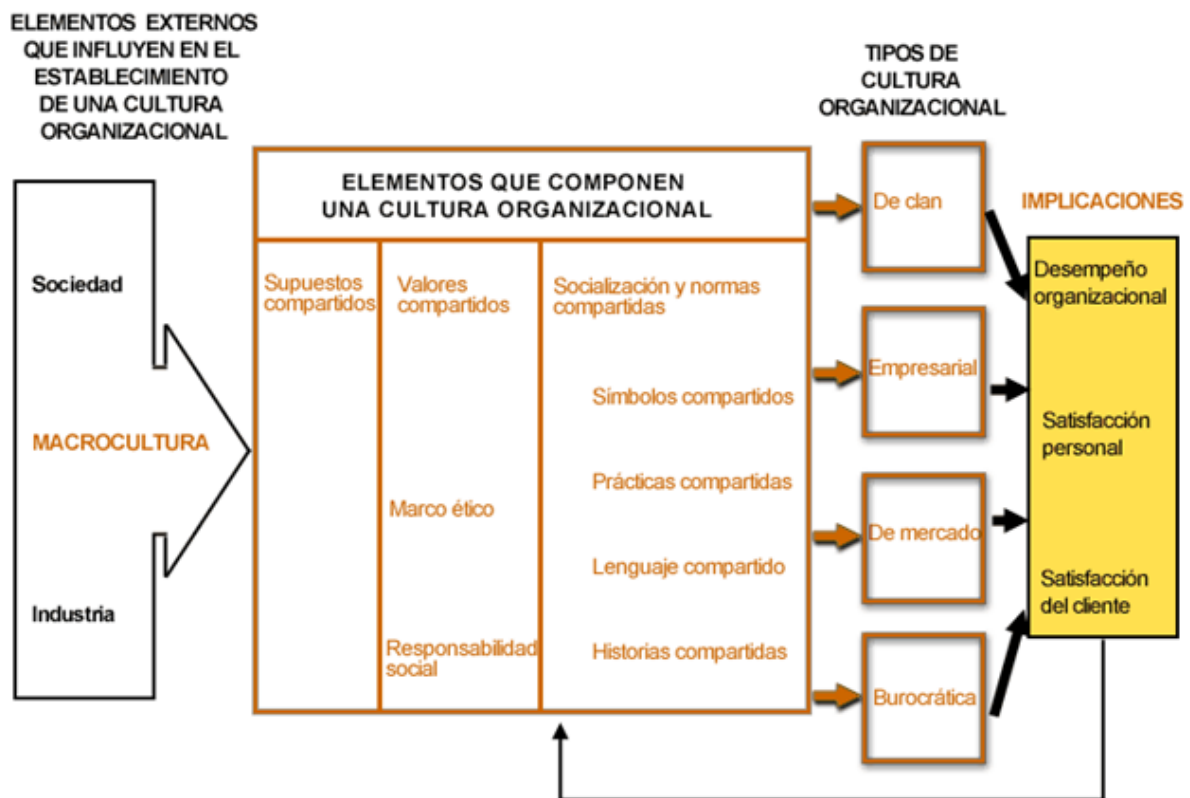 ELEMENTOS EXTERNOS
QUE INFLUYEN EN EL
ESTABLECIMIENTO
DE UNA CULTURA
ORGANIZACIONAL
Sociedad
MACROCULTURA
Industria
ELEMENTOS QUE COMPONEN
UNA CULTURA ORGANIZACIONAL
Supuestos
compartidos
Valores
compartidos
Marco ético
Responsabilidad
social
Socialización y normas
compartidas
Símbolos compartidos
Prácticas compartidas
Lenguaje compartido
Historias compartidas
TIPOS DE
CULTURA
ORGANIZACIONAL
De clan
Empresarial
De mercado
Burocrática
IMPLICACIONES
Desempeño
organizacional
Satisfacción
personal
Satisfacción
del cliente